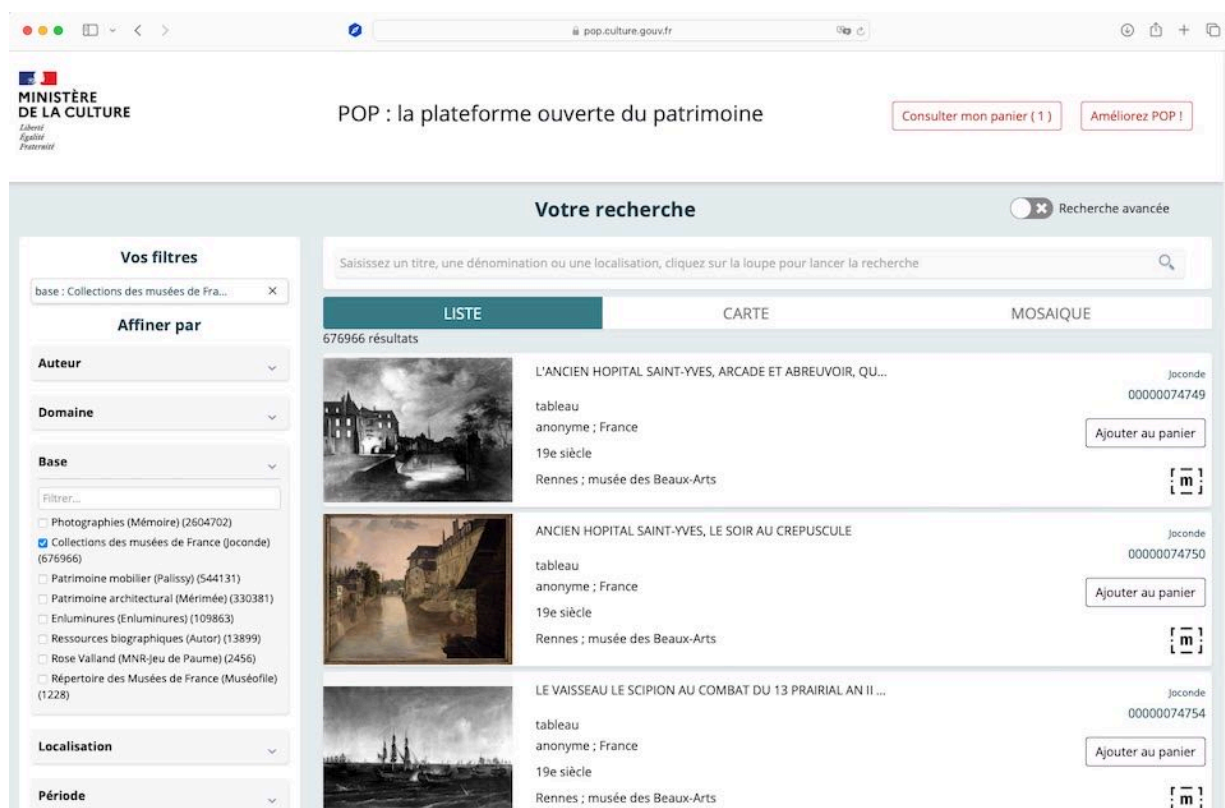 pop.culture.gouv.fr
MINISTÈRE
DE LA CULTURE
Liberté
Égalité
Fraternité
POP : la plateforme ouverte du patrimoine
Consulter mon panier ( 1 )
Améliorez POP !
Votre recherche
Recherche avancée
Vos filtres
base : Collections des musées de Fra...
Affiner par
Auteur
Domaine
Base
Filtrer...
Photographies (Mémoire) (2604702)
Collections des musées de France (Joconde)
(676966)
Patrimoine mobilier (Palissy) (544131)
Patrimoine architectural (Mérimée) (330381)
Enluminures (Enluminures) (109863)
Ressources biographiques (Autor) (13899)
Rose Valland (MNR-Jeu de Paume) (2456)
Répertoire des Musées de France (Muséofile)
(1228)
Localisation
Période
Saisissez un titre, une dénomination ou une localisation, cliquez sur la loupe pour lancer la recherche
LISTE
CARTE
MOSAIQUE
676966 résultats
L'ANCIEN HOPITAL SAINT-YVES, ARCADE ET ABREUVOIR, QU...
tableau
anonyme ; France
19e siècle
Rennes ; musée des Beaux-Arts
Joconde
00000074749
Ajouter au panier
m
ANCIEN HOPITAL SAINT-YVES, LE SOIR AU CREPUSCULE
tableau
anonyme ; France
19e siècle
Rennes ; musée des Beaux-Arts
Joconde
00000074750
Ajouter au panier
m
LE VAISSEAU LE SCIPION AU COMBAT DU 13 PRAIRIAL AN II ...
tableau
anonyme ; France
19e siècle
Rennes ; musée des Beaux-Arts
Joconde
00000074754
Ajouter au panier
m